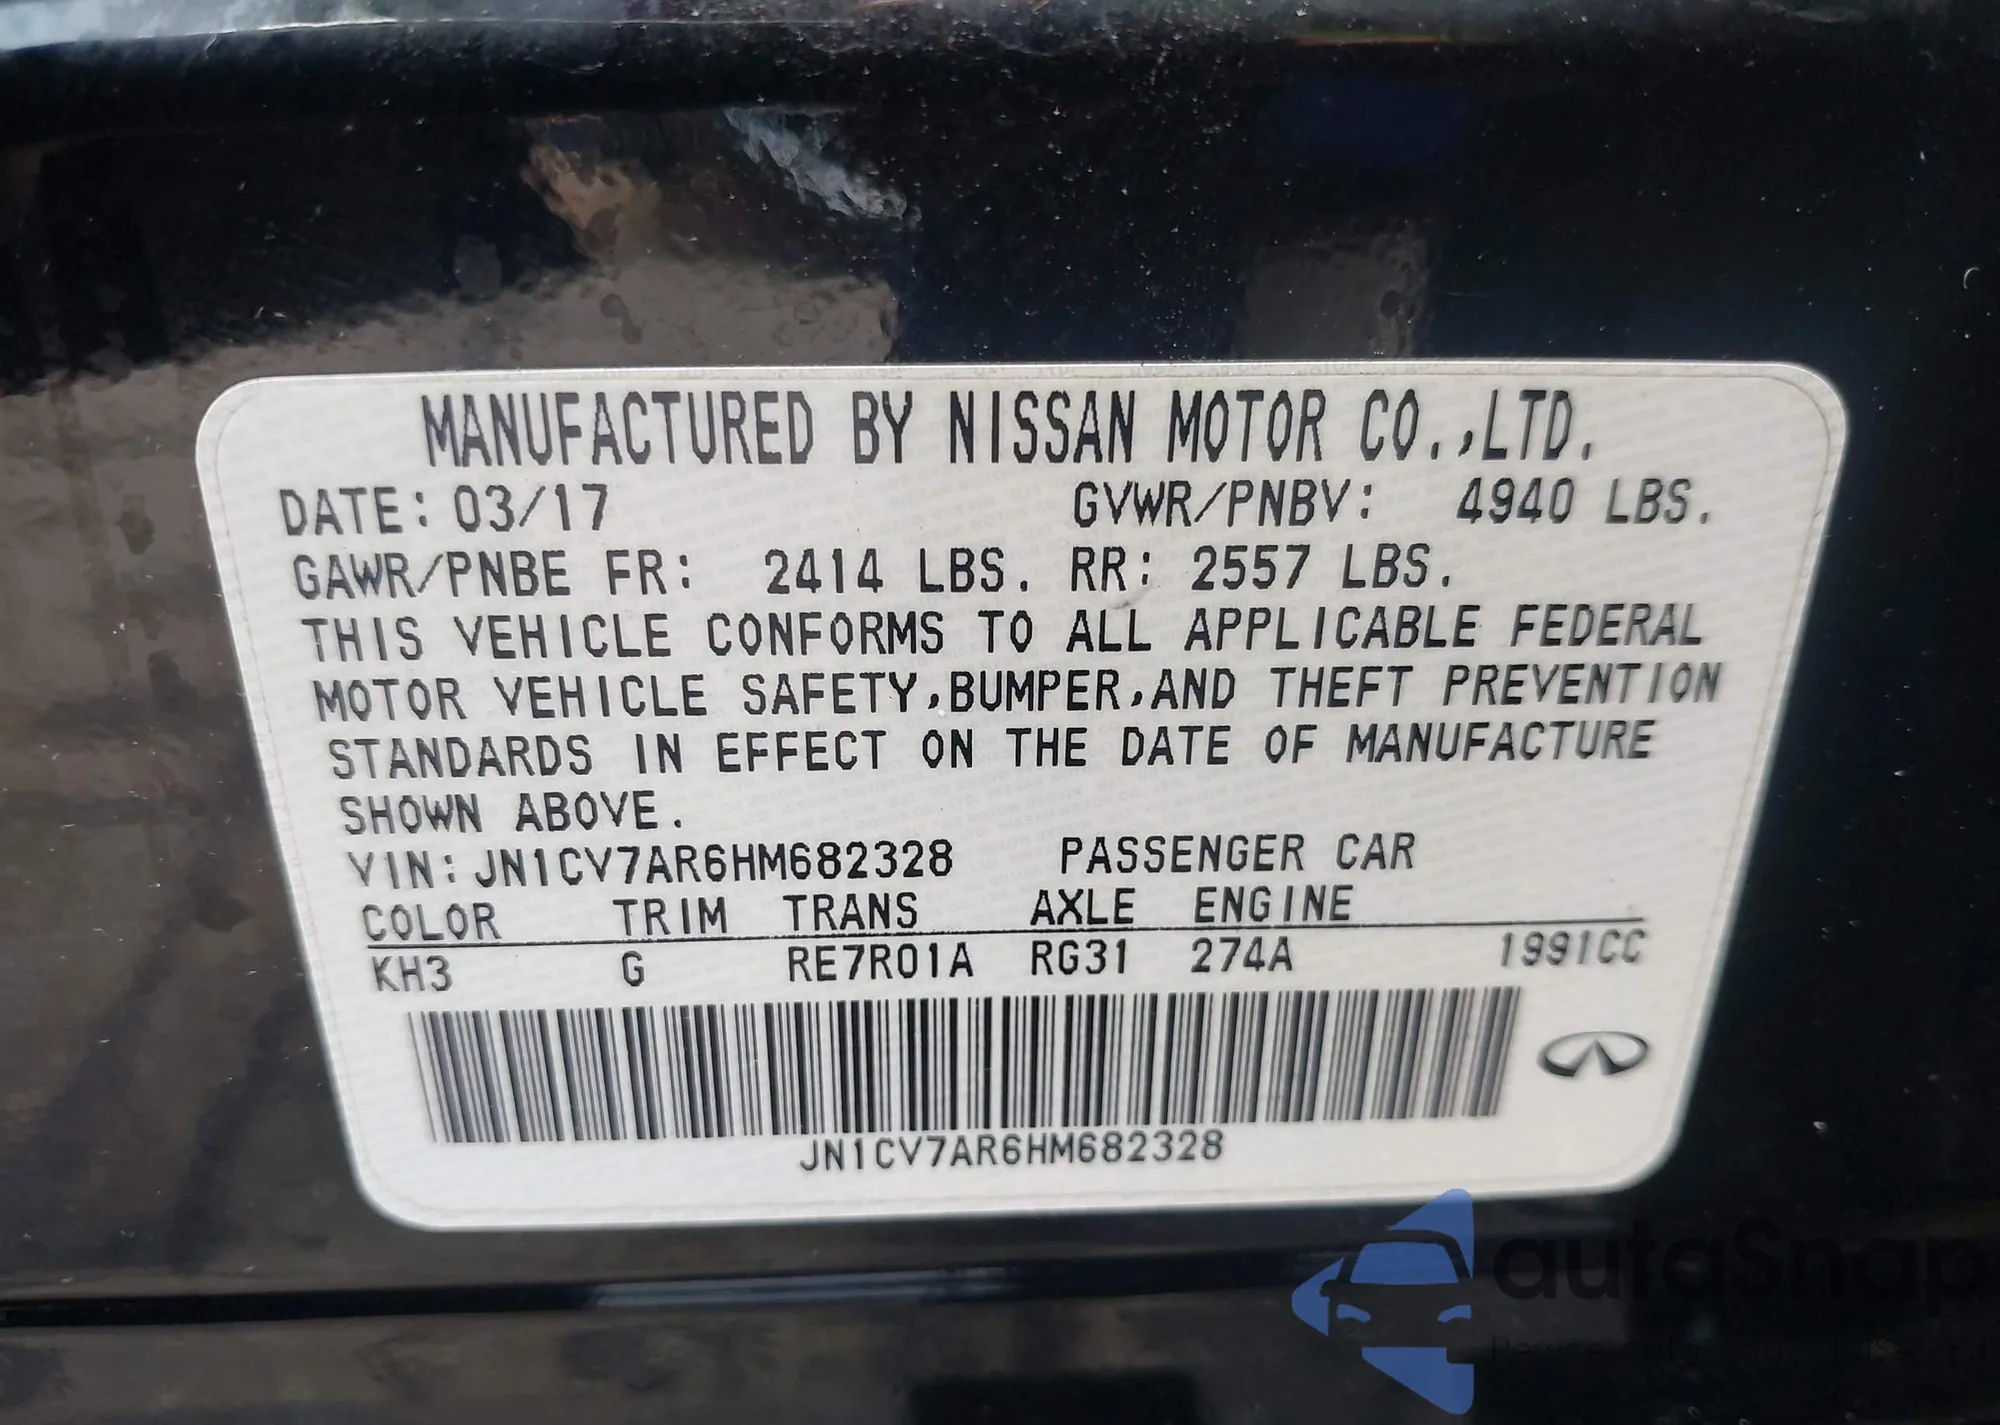 MANUFACTURED BY NISSAN MOTOR CO.,LTD.
DATE: 03/17 GVWR/PNBV: 4940 LBS.
GAWR/PNBE FR: 2414 LBS. RR: 2557 LBS.
THIS VEHICLE CONFORMS TO ALL APPLICABLE FEDERAL
MOTOR VEHICLE SAFETY,BUMPER,AND THEFT PREVENTION
STANDARDS IN EFFECT ON THE DATE OF MANUFACTURE
SHOWN ABOVE.
VIN: JN1CV7AR6HM682328 PASSENGER CAR
COLOR TRIM TRANS AXLE ENGINE
KH3 G RE7R01A RG31 274A 1991CC
JN1CV7AR6HM682328
autoSnap